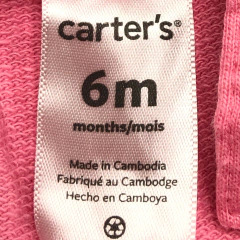 carter's®
6m
months/mois
Made in Cambodia
Fabriqué au Cambodge
Hecho en Camboya